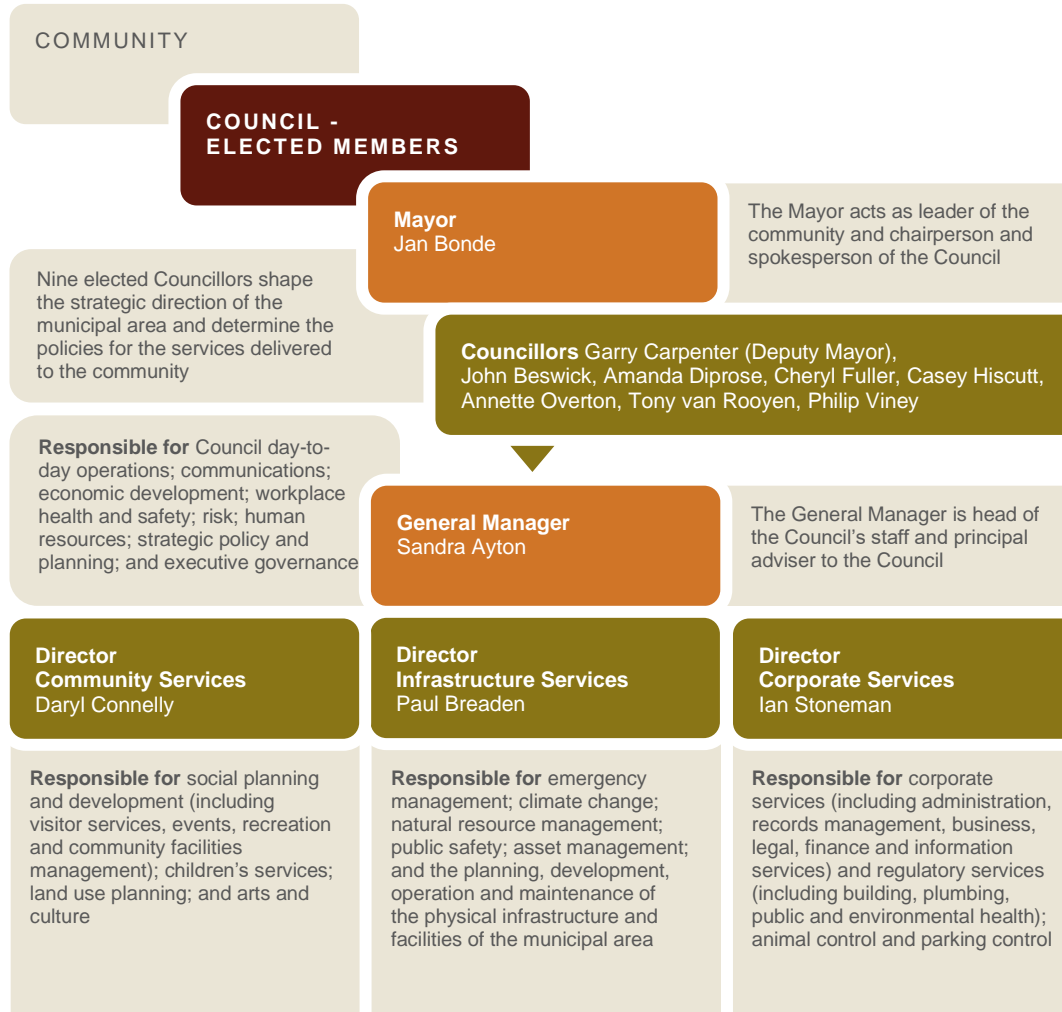 COMMUNITY
COUNCIL -
ELECTED MEMBERS
Mayor
Jan Bonde
The Mayor acts as leader of the
community and chairperson and
spokesperson of the Council
Nine elected Councillors shape
the strategic direction of the
municipal area and determine the
policies for the services delivered
to the community
Councillors Garry Carpenter (Deputy Mayor),
John Beswick, Amanda Diprose, Cheryl Fuller, Casey Hiscutt,
Annette Overton, Tony van Rooyen, Philip Viney
Responsible for Council day-to-
day operations; communications;
economic development; workplace
health and safety; risk; human
resources; strategic policy and
planning; and executive governance
General Manager
Sandra Ayton
The General Manager is head of
the Council's staff and principal
adviser to the Council
Director
Community Services
Daryl Connelly
Director
Infrastructure Services
Paul Breaden
Director
Corporate Services
Ian Stoneman
Responsible for social planning
and development (including
visitor services, events, recreation
and community facilities
management); children's services;
land use planning; and arts and
culture
Responsible for emergency
management; climate change;
natural resource management;
public safety; asset management;
and the planning, development,
operation and maintenance of
the physical infrastructure and
facilities of the municipal area
Responsible for corporate
services (including administration,
records management, business,
legal, finance and information
services) and regulatory services
(including building, plumbing,
public and environmental health);
animal control and parking control